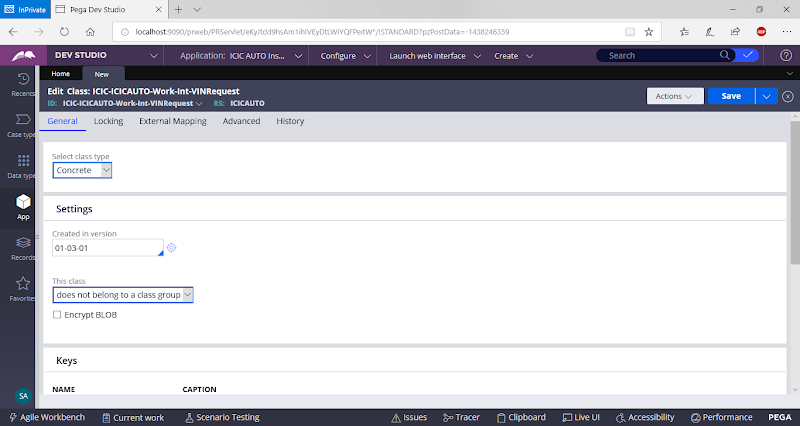 InPrivate Pega Dev Studio
localhost:9090/prweb/PRServlet/eKyJtdd9hsAm1ihIVEyDtLWiYQFPeitW*/!STANDARD?pzPostData=-1438246359
DEV STUDIO Application: ICIC AUTO Ins... Configure Launch web interface Create Search
Home New
Edit Class: ICIC-ICICAUTO-Work-Int-VINRequest
ID: ICIC-ICICAUTO-Work-Int-VINRequest RS: ICICAUTO
Actions Save
General Locking External Mapping Advanced History
Recents
Case type
Data type
App
Records
Favorites
SA
Select class type
Concrete
Settings
Created in version
01-03-01
This class
does not belong to a class group
Encrypt BLOB
Keys
NAME CAPTION
Agile Workbench Current work Scenario Testing Issues Tracer Clipboard Live UI Accessibility Performance PEGA